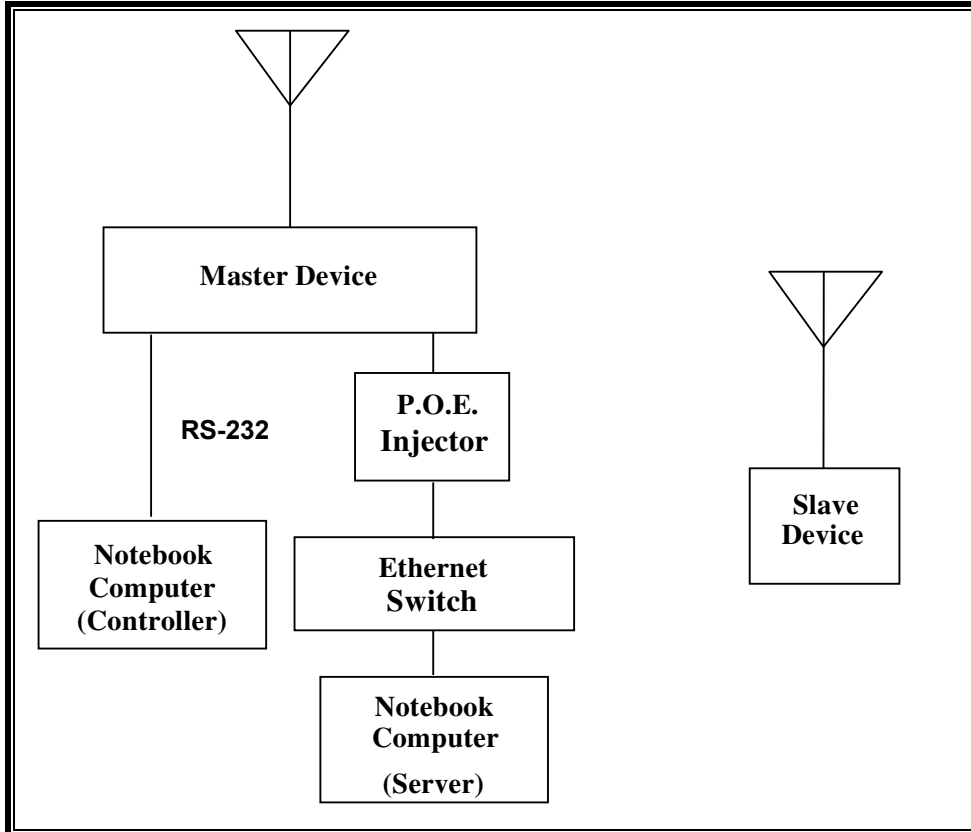 Master Device
P.O.E.
Injector
RS-232
Slave
Device
Notebook
Computer
(Controller)
Ethernet
Switch
Notebook
Computer
(Server)